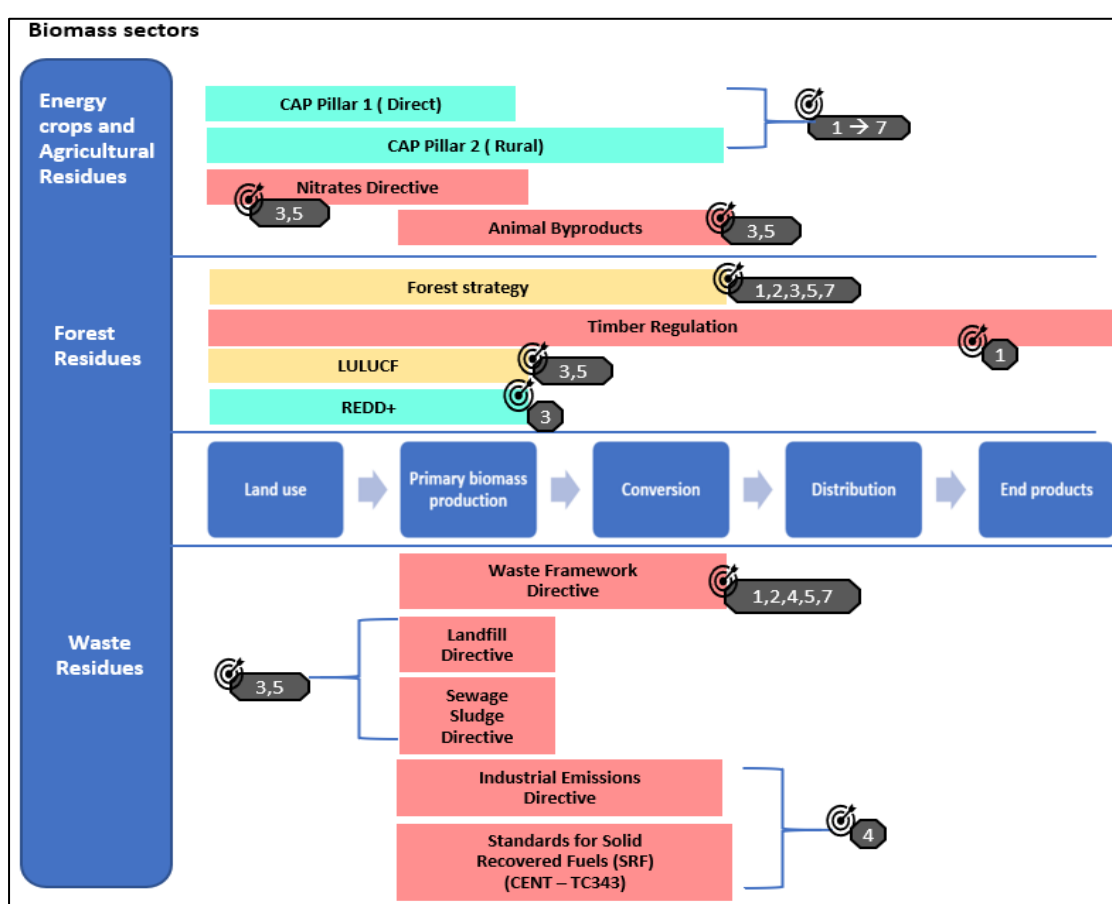 Biomass sectors
Energy
crops and
Agricultural
Residues
CAP Pillar 1 ( Direct)
CAP Pillar 2 ( Rural)
1 → 7
Nitrates Directive
3,5
Animal Byproducts
3,5
Forest
Residues
Forest strategy
1,2,3,5,7
Timber Regulation
1
LULUCF
3,5
REDD+
3
Land use
Primary biomass
production
Conversion
Distribution
End products
Waste
Residues
Waste Framework
Directive
1,2,4,5,7
Landfill
Directive
3,5
Sewage
Sludge
Directive
Industrial Emissions
Directive
4
Standards for Solid
Recovered Fuels (SRF)
(CENT – TC343)